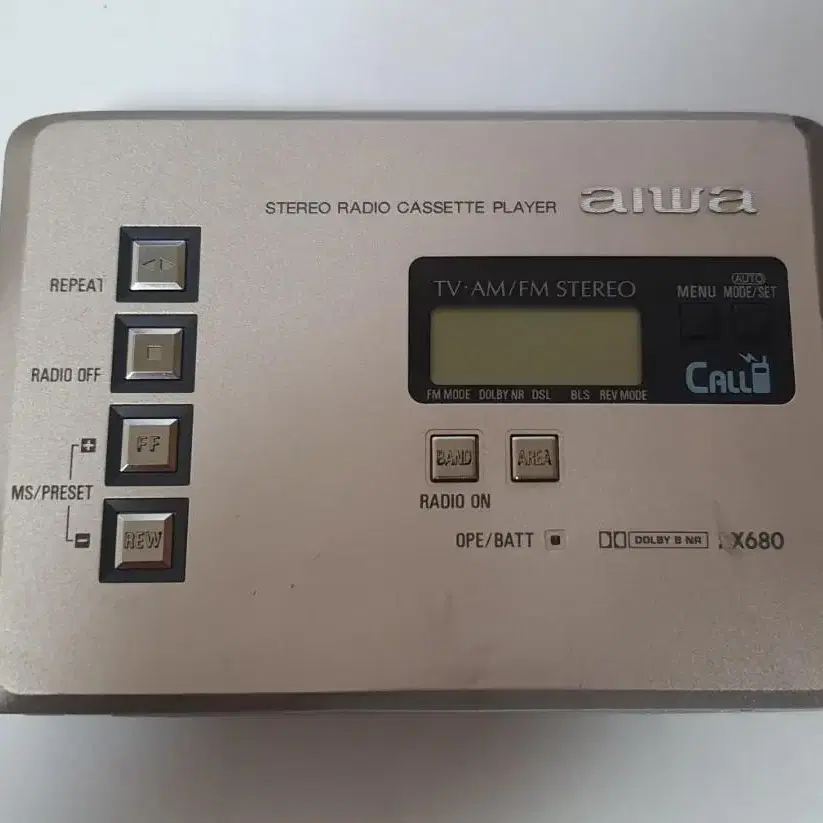 STEREO RADIO CASSETTE PLAYER aiwa
REPEAT
RADIO OFF
FF
MS/PRESET
REW
TV·AM/FM STEREO
MENU
AUTO
MODE/SET
FM MODE DOLBY NR DSL BLS REV MODE
CALL
BAND AREA
RADIO ON
OPE/BATT
DOLBY B NR
X680